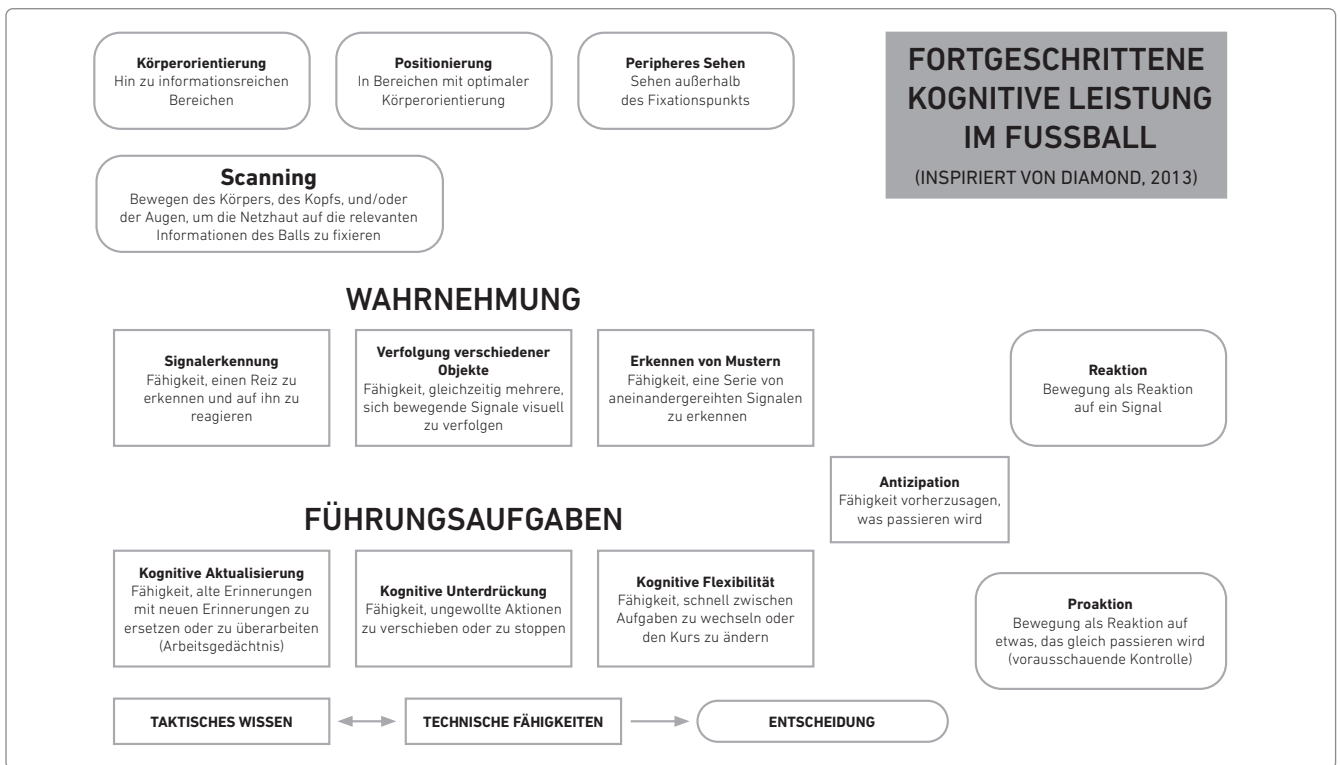 Körperorientierung
Hin zu informationsreichen
Bereichen
Positionierung
In Bereichen mit optimaler
Körperorientierung
Peripheres Sehen
Sehen außerhalb
des Fixationspunkts
FORTGESCHRITTENE
KOGNITIVE LEISTUNG
IM FUSSBALL
(INSPIRIERT VON DIAMOND, 2013)
Scanning
Bewegen des Körpers, des Kopfs, und/oder
der Augen, um die Netzhaut auf die relevanten
Informationen des Balls zu fixieren
WAHRNEHMUNG
Signalerkennung
Fähigkeit, einen Reiz zu
erkennen und auf ihn zu
reagieren
Verfolgung verschiedener
Objekte
Fähigkeit, gleichzeitig mehrere,
sich bewegende Signale visuell
zu verfolgen
Erkennen von Mustern
Fähigkeit, eine Serie von
aneinandergereihten Signalen
zu erkennen
Reaktion
Bewegung als Reaktion
auf ein Signal
Antizipation
Fähigkeit vorherzusagen,
was passieren wird
FÜHRUNGSAUFGABEN
Kognitive Aktualisierung
Fähigkeit, alte Erinnerungen
mit neuen Erinnerungen zu
ersetzen oder zu überarbeiten
(Arbeitsgedächtnis)
Kognitive Unterdrückung
Fähigkeit, ungewollte Aktionen
zu verschieben oder zu stoppen
Kognitive Flexibilität
Fähigkeit, schnell zwischen
Aufgaben zu wechseln oder
den Kurs zu ändern
Proaktion
Bewegung als Reaktion auf
etwas, das gleich passieren wird
(vorausschauende Kontrolle)
TAKTISCHES WISSEN
TECHNISCHE FÄHIGKEITEN
ENTSCHEIDUNG